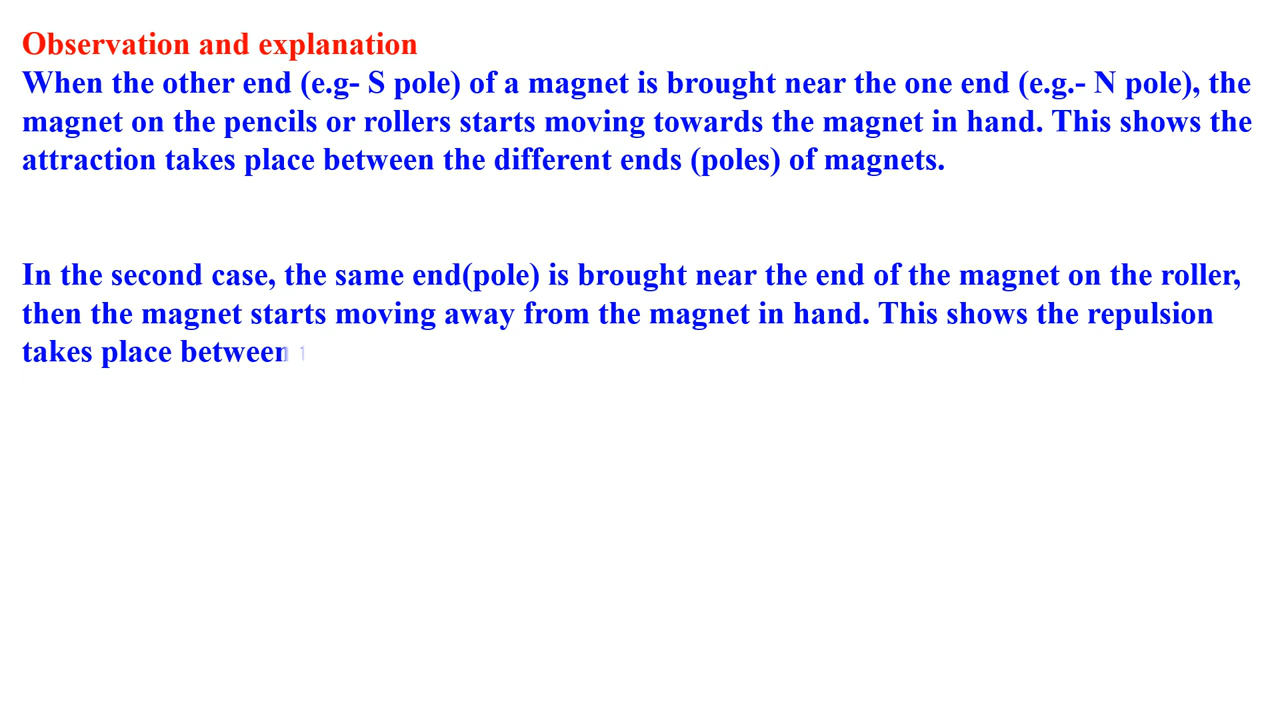 Observation and explanation
When the other end (e.g- S pole) of a magnet is brought near the one end (e.g.- N pole), the
magnet on the pencils or rollers starts moving towards the magnet in hand. This shows the
attraction takes place between the different ends (poles) of magnets.
In the second case, the same end(pole) is brought near the end of the magnet on the roller,
then the magnet starts moving away from the magnet in hand. This shows the repulsion
takes place between